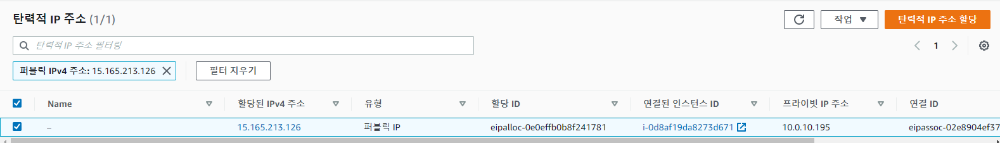 탄력적 IP 주소 (1/1)
작업
탄력적 IP 주소 할당
탄력적 IP 주소 필터링
1
퍼블릭 IPv4 주소: 15.165.213.126
필터 지우기
Name 할당된 IPv4 주소 유형 할당 ID 연결된 인스턴스 ID 프라이빗 IP 주소 연결 ID
– 15.165.213.126 퍼블릭 IP eipalloc-0e0effb0b8f241781 i-0d8af19da8273d671 10.0.10.195 eipassoc-02e8904ef37